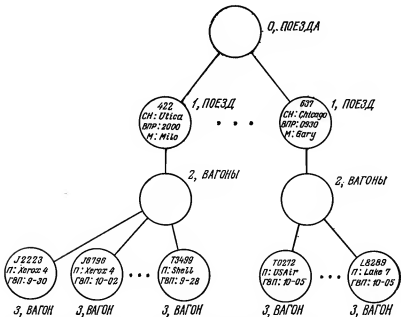 0,. ПОЕЗДА
422
СН: Utica
ВПР: 2000
М: Milo
1, ПОЕЗД
637
СН: Chicago
ВПР: 0930
М: Gary
1, ПОЕЗД
2, ВАГОНЫ
2, ВАГОНЫ
J2223
П: Xerox 4
ГВП: 9-30
J8796
П: Xerox 4
ГВП: 10-02
T3499
П: Shell
ГВП: 9-28
T0272
П: USAir
ГВП: 10-05
L8289
П: Lake 7
ГВП: 10-05
3, ВАГОН
3, ВАГОН
3, ВАГОН
3, ВАГОН
3, ВАГОН